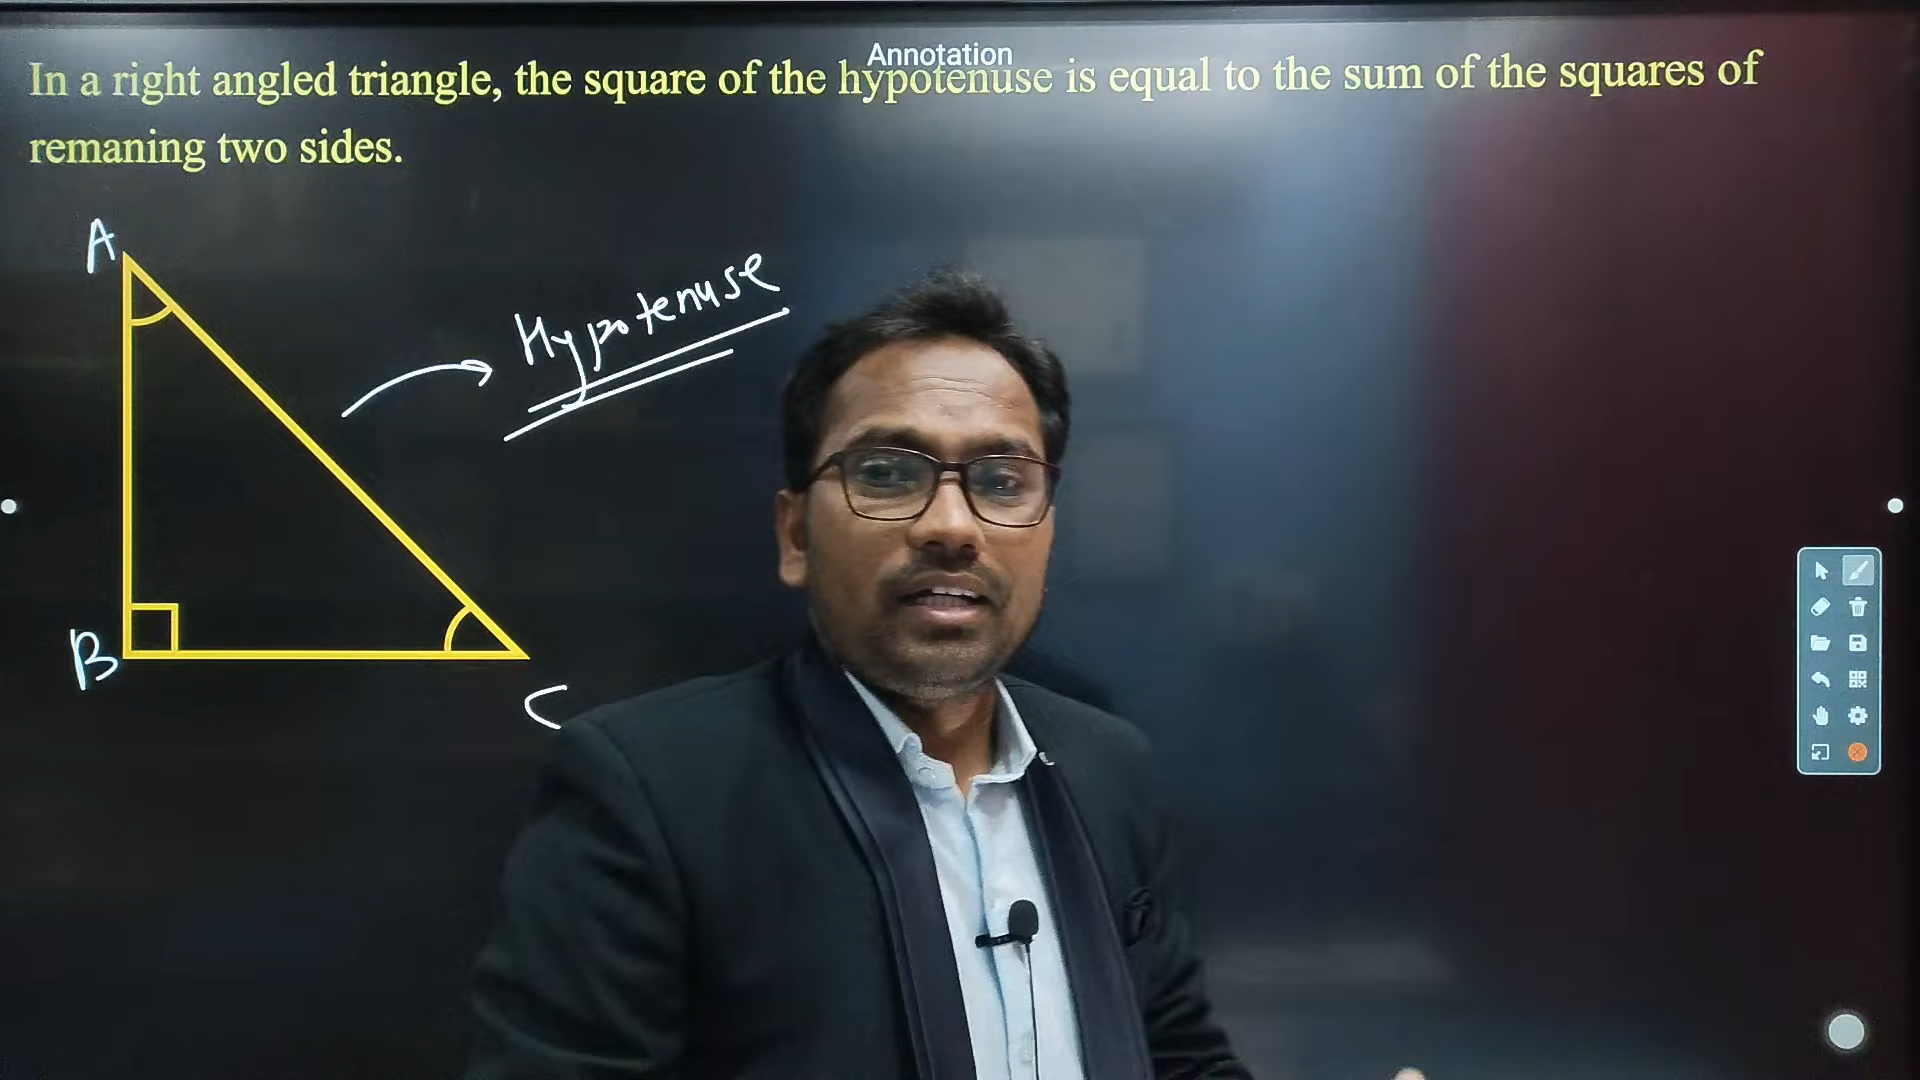 Annotation
In a right angled triangle, the square of the hypotenuse is equal to the sum of the squares of
remaning two sides.
A
Hypotenuse
B
C